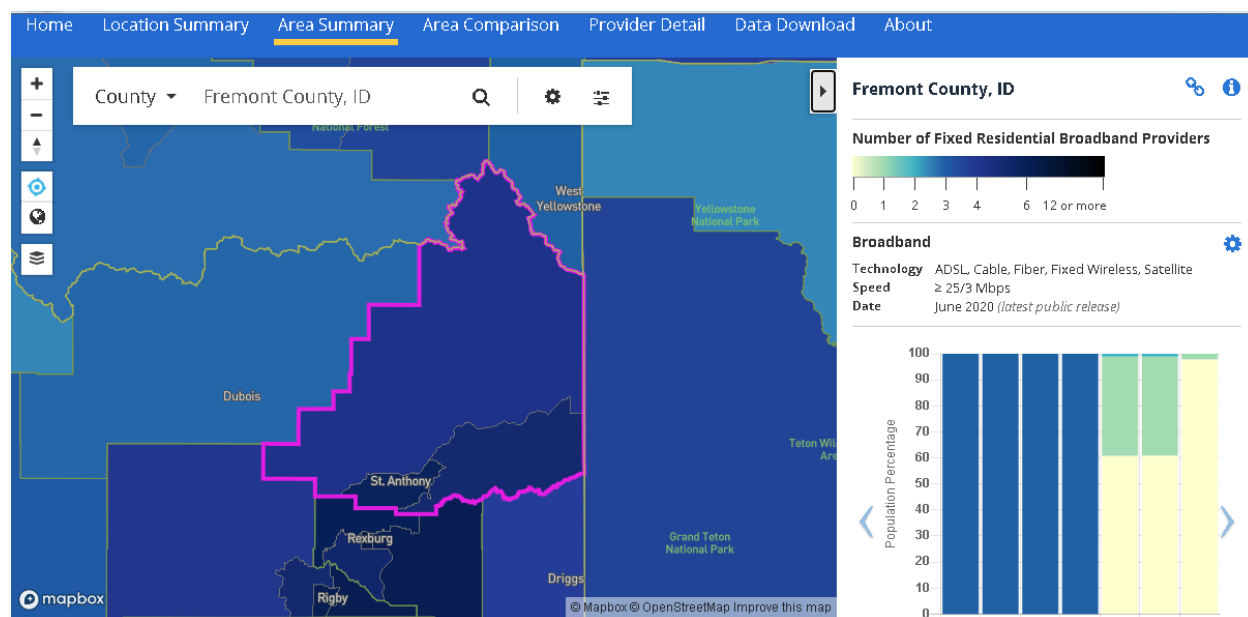 Home Location Summary Area Summary Area Comparison Provider Detail Data Download About
County Fremont County, ID
National Forest
West
Yellowstone
Yellowstone
National Park
Dubois
Teton Wil
Are
St. Anthony
Rexburg
Grand Teton
National Park
Driggs
Rigby
mapbox
© Mapbox © OpenStreetMap Improve this map
Fremont County, ID
Number of Fixed Residential Broadband Providers
0 1 2 3 4 6 12 or more
Broadband
Technology ADSL, Cable, Fiber, Fixed Wireless, Satellite
Speed ≥ 25/3 Mbps
Date June 2020 (latest public release)
Population Percentage
100
90
80
70
60
50
40
30
20
10
0